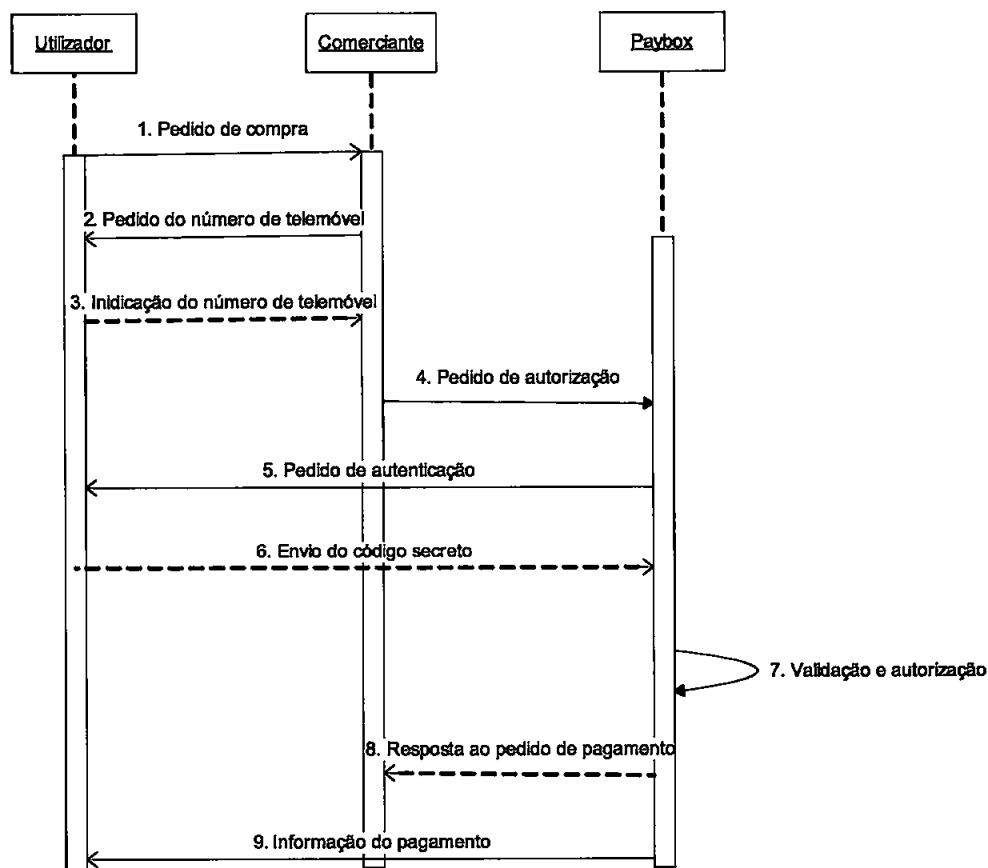 Utilizador
Comerciante
Paybox
1. Pedido de compra
2. Pedido do número de telemóvel
3. Inidicação do número de telemóvel
4. Pedido de autorização
5. Pedido de autenticação
6. Envio do código secreto
7. Validação e autorização
8. Resposta ao pedido de pagamento
9. Informação do pagamento